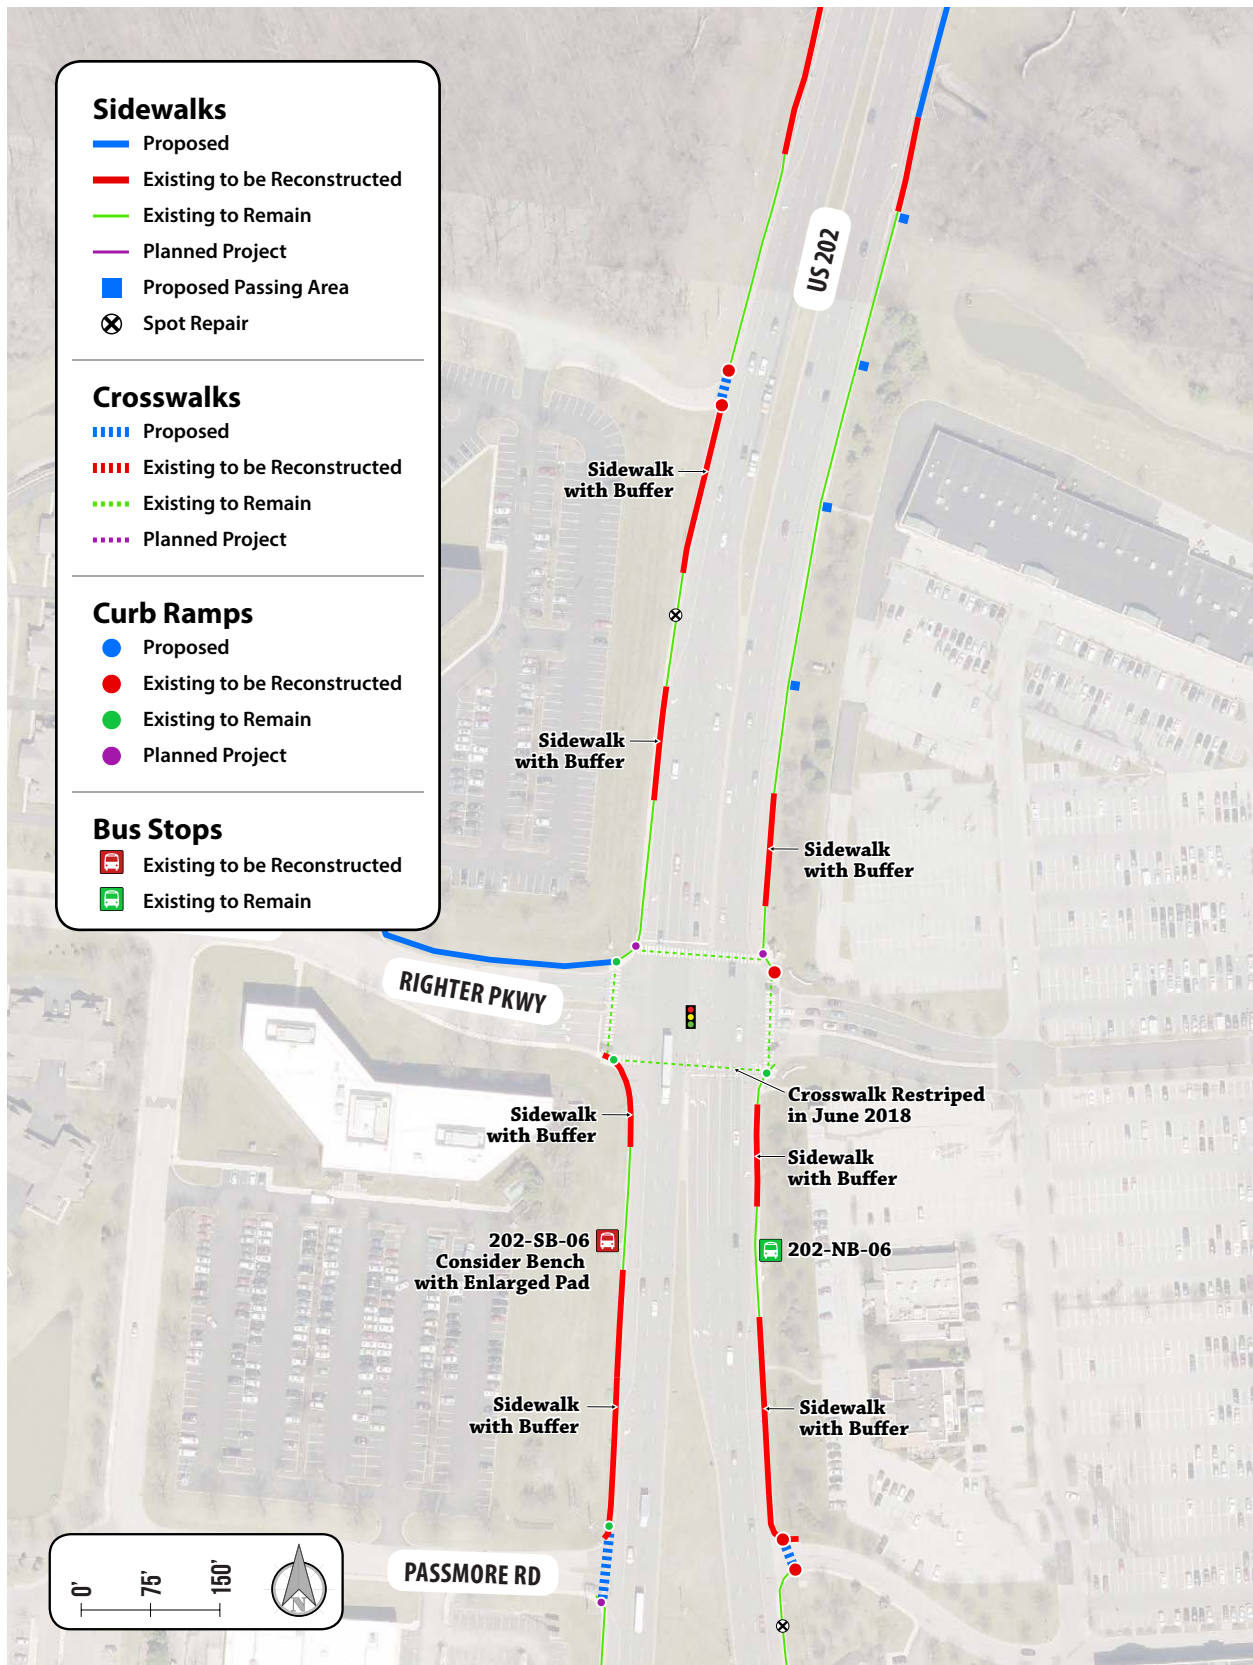 Sidewalks
Proposed
Existing to be Reconstructed
Existing to Remain
Planned Project
Proposed Passing Area
Spot Repair
Crosswalks
Proposed
Existing to be Reconstructed
Existing to Remain
Planned Project
Curb Ramps
Proposed
Existing to be Reconstructed
Existing to Remain
Planned Project
Bus Stops
Existing to be Reconstructed
Existing to Remain
US 202
Sidewalk
with Buffer
Sidewalk
with Buffer
Sidewalk
with Buffer
RIGHTER PKWY
Crosswalk Restriped
in June 2018
Sidewalk
with Buffer
Sidewalk
with Buffer
202-SB-06
Consider Bench
with Enlarged Pad
202-NB-06
Sidewalk
with Buffer
Sidewalk
with Buffer
PASSMORE RD
0'
75'
150'
N